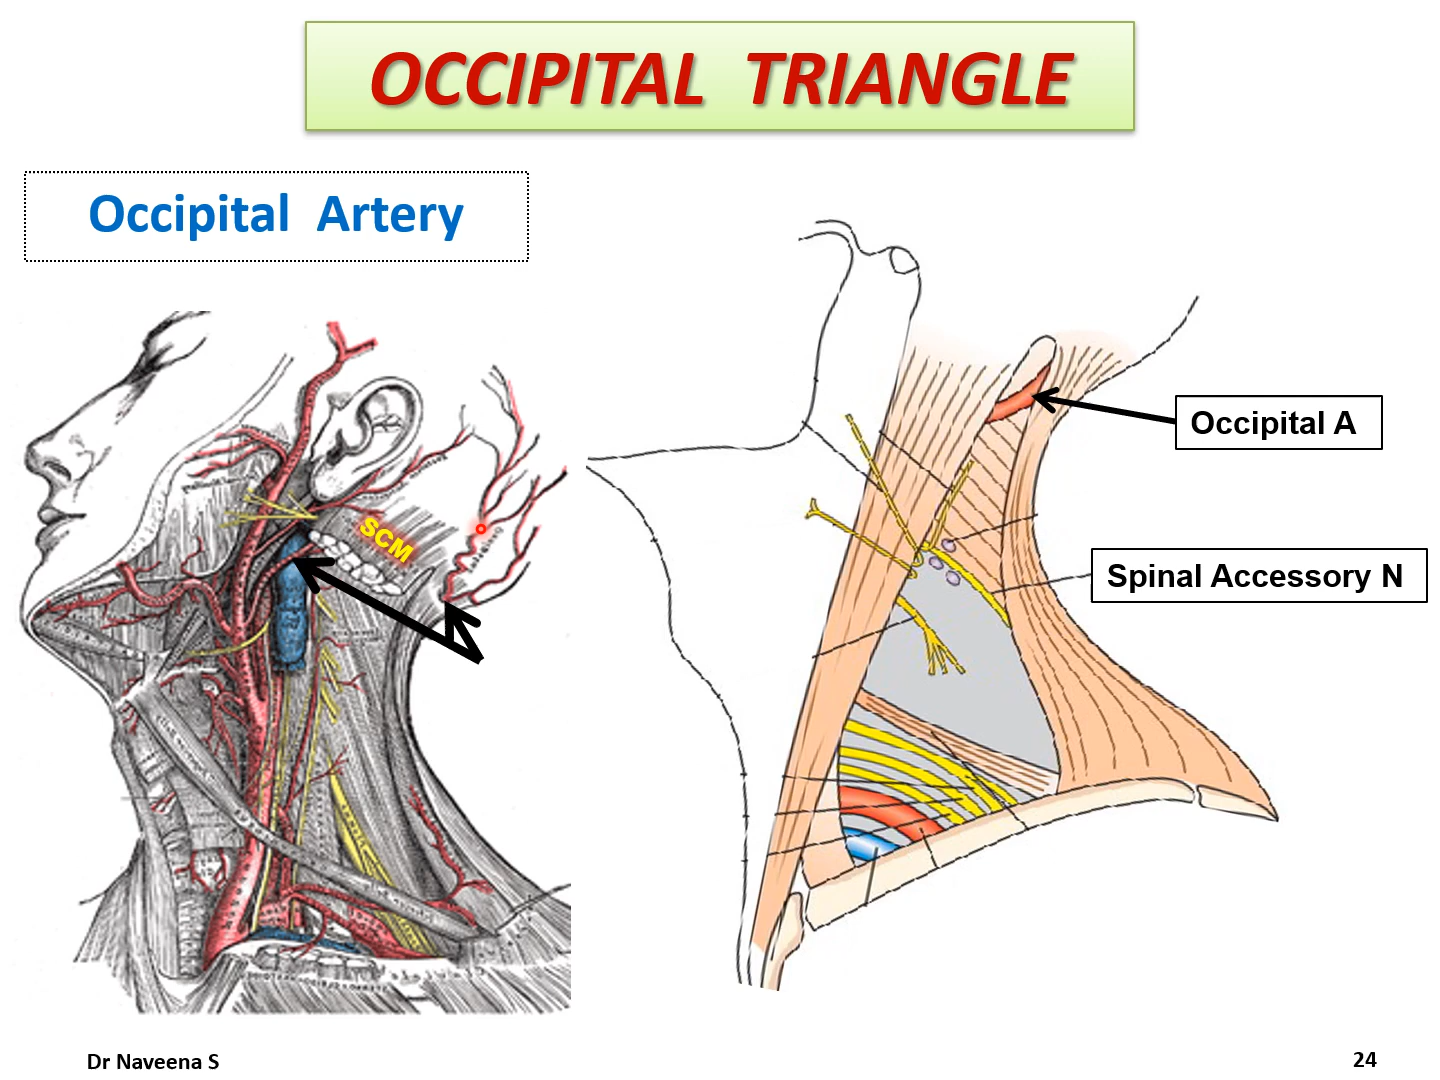 OCCIPITAL TRIANGLE
Occipital Artery
Occipital A
SCM
Spinal Accessory N
Dr Naveena S
24